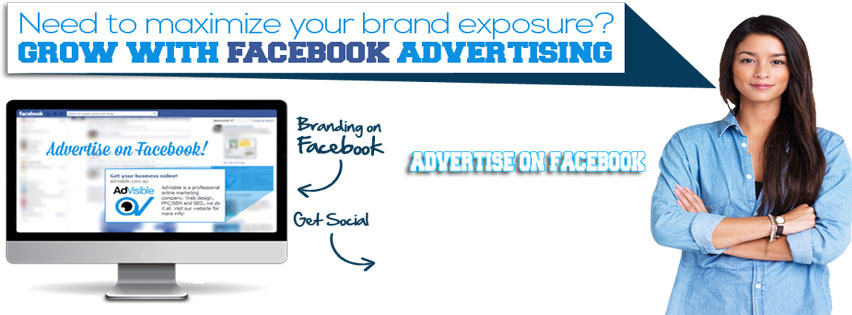 Need to maximize your brand exposure?
GROW WITH FACEBOOK ADVERTISING
facebook
Advertise on Facebook!
Get your business online!
advisible.com.au
AdVisible
AdVisible is a professional
online marketing
company. Web design,
PPC/SEM and SEO, we do
it all. Visit our website for
more info!
Branding on
Facebook
Get Social
ADVERTISE ON FACEBOOK